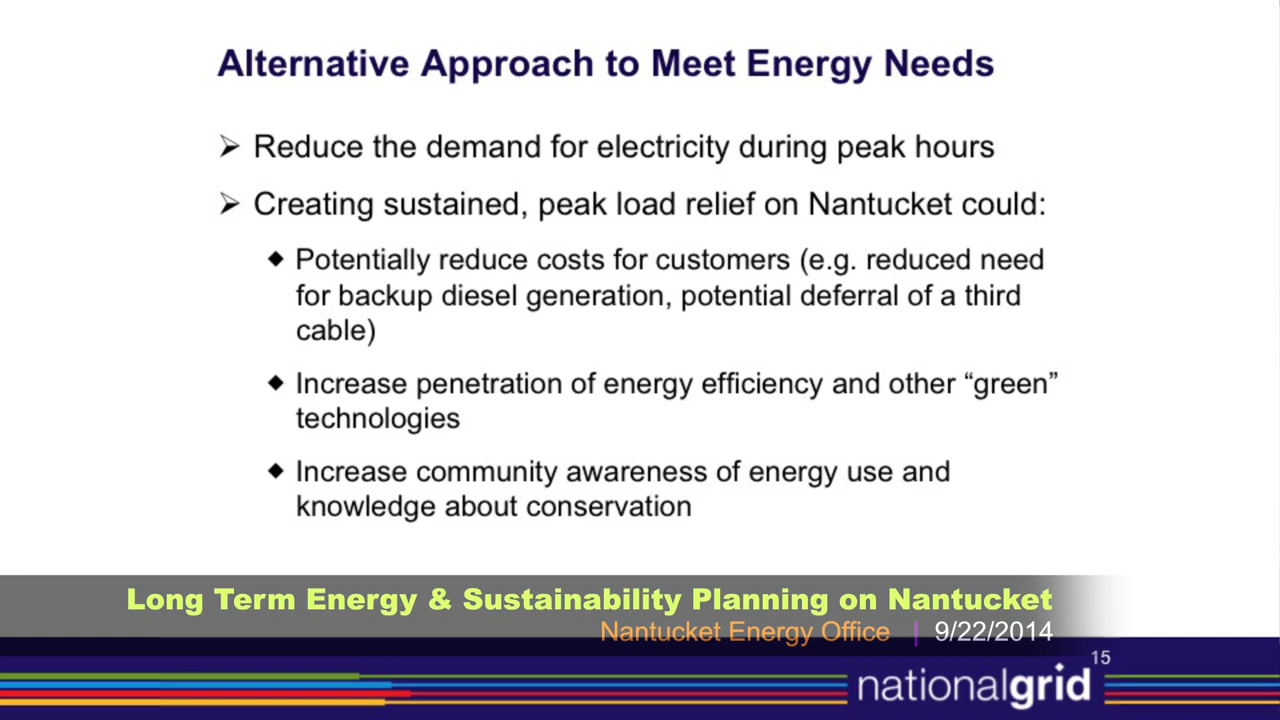 Alternative Approach to Meet Energy Needs
➢ Reduce the demand for electricity during peak hours
➢ Creating sustained, peak load relief on Nantucket could:
◆ Potentially reduce costs for customers (e.g. reduced need
for backup diesel generation, potential deferral of a third
cable)
◆ Increase penetration of energy efficiency and other “green”
technologies
◆ Increase community awareness of energy use and
knowledge about conservation
Long Term Energy & Sustainability Planning on Nantucket
Nantucket Energy Office | 9/22/2014
15
nationalgrid